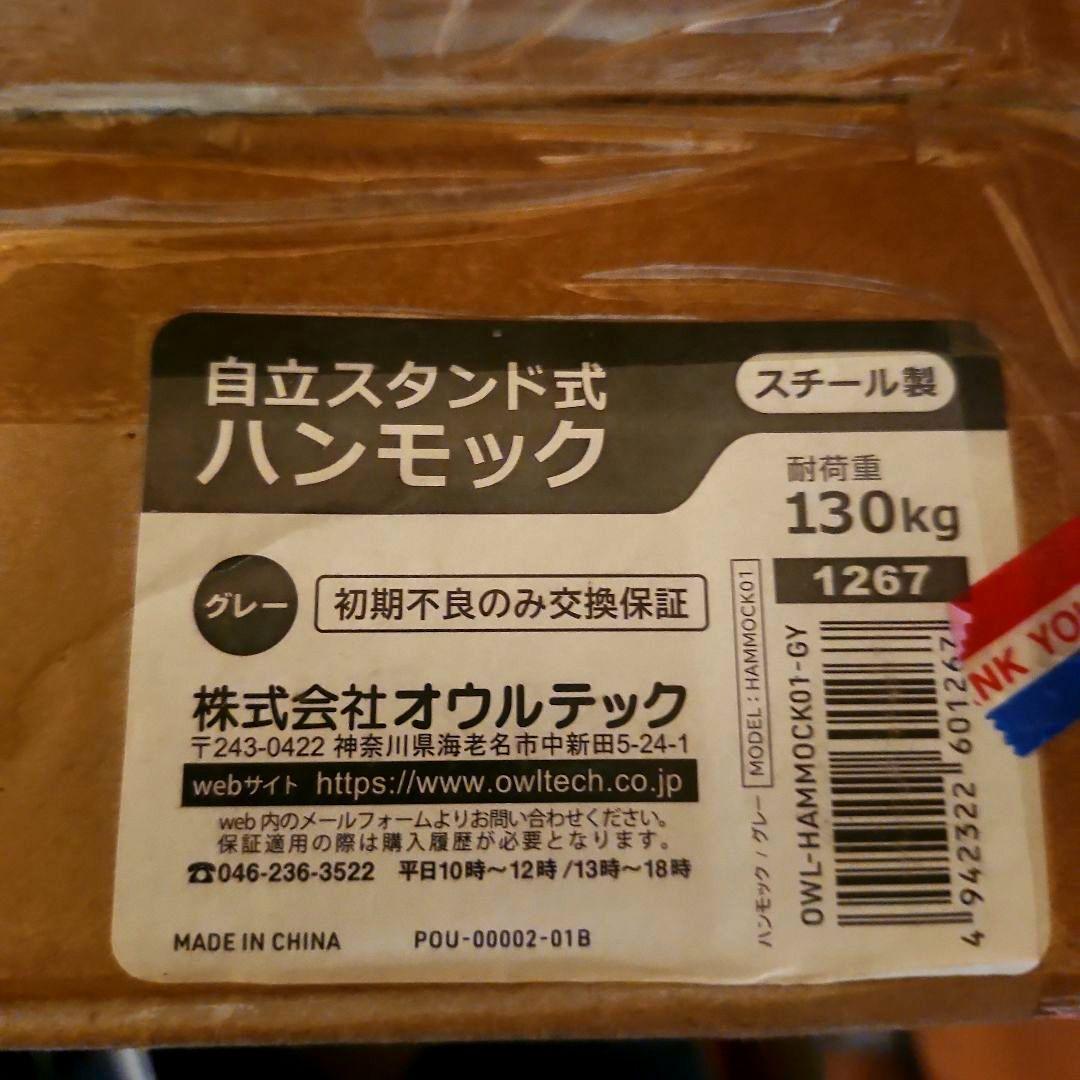 自立スタンド式
ハンモック
スチール製
耐荷重
130kg
グレー
初期不良のみ交換保証
株式会社オウルテック
〒243-0422 神奈川県海老名市中新田5-24-1
webサイト https://www.owltech.co.jp
web内のメールフォームよりお問い合わせください。
保証適用の際は購入履歴が必要となります。
☎046-236-3522 平日10時～12時/13時～18時
MADE IN CHINA POU-00002-01B
1267
MODEL:HAMMOCK01
ハンモック / グレー
OWL-HAMMOCK01-GY
4 942322 601267
NK YOU